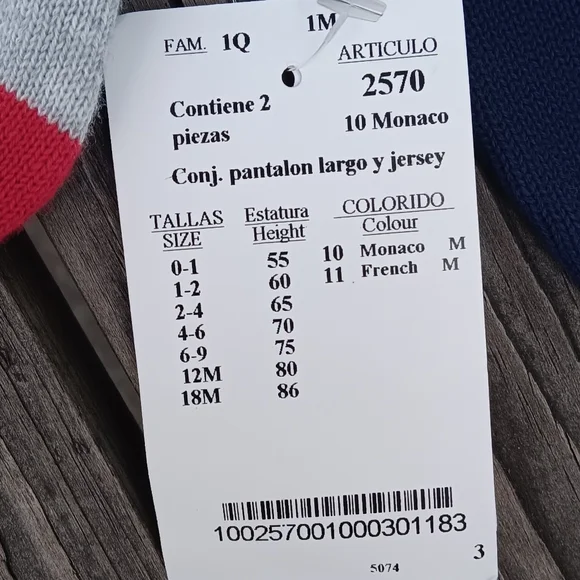 FAM. 1Q 1M
ARTICULO
2570
Contiene 2
piezas
10 Monaco
Conj. pantalon largo y jersey
TALLAS Estatura COLORIDO
SIZE Height Colour
0-1 55 10 Monaco M
1-2 60 11 French M
2-4 65
4-6 70
6-9 75
12M 80
18M 86
100257001000301183
3
5074